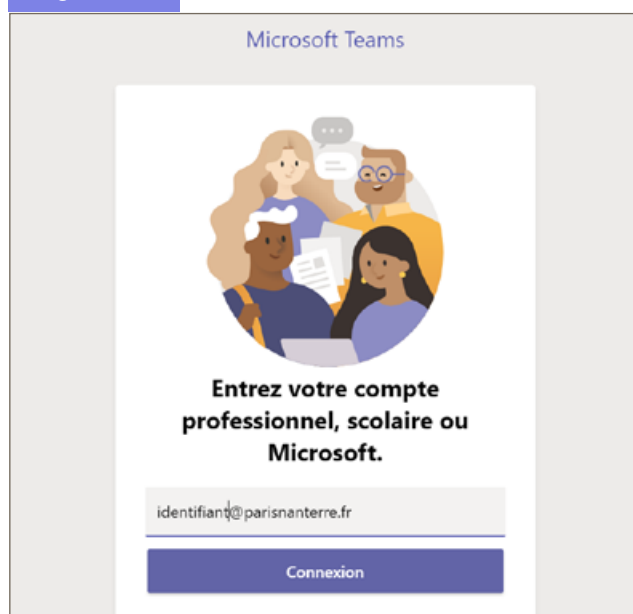 Microsoft Teams
Entrez votre compte
professionnel, scolaire ou
Microsoft.
identifiant@parisnanterre.fr
Connexion